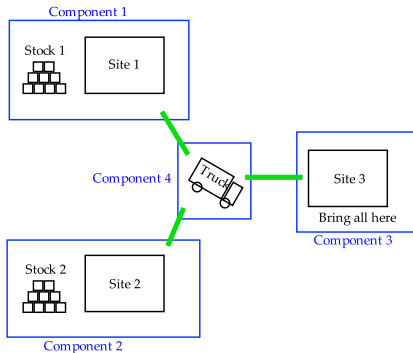 Component 1
Stock 1
Site 1
Component 4
Truck
Site 3
Bring all here
Component 3
Stock 2
Site 2
Component 2